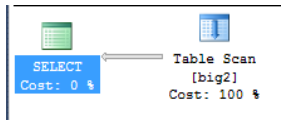 SELECT
Cost: 0 %
Table Scan
[big2]
Cost: 100 %